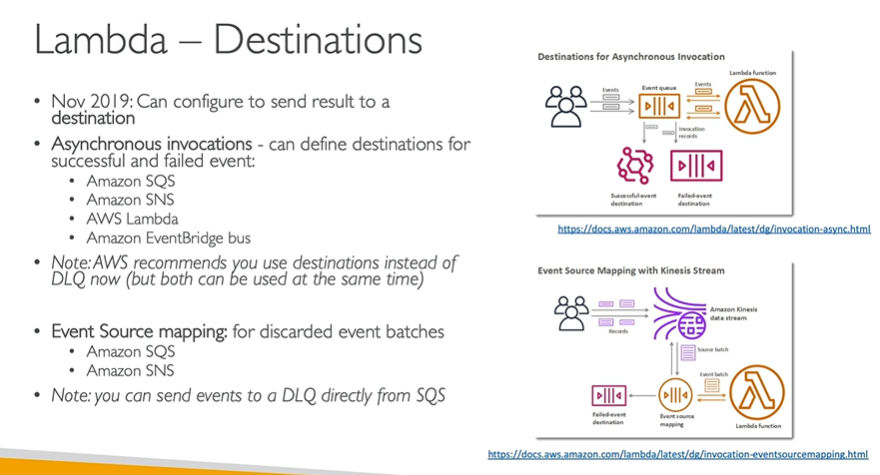 Lambda – Destinations
• Nov 2019: Can configure to send result to a
destination
• Asynchronous invocations - can define destinations for
successful and failed event:
• Amazon SQS
• Amazon SNS
• AWS Lambda
• Amazon EventBridge bus
• Note: AWS recommends you use destinations instead of
DLQ now (but both can be used at the same time)
• Event Source mapping: for discarded event batches
• Amazon SQS
• Amazon SNS
• Note: you can send events to a DLQ directly from SQS
Destinations for Asynchronous Invocation
Lambda function
Events
Event queue
Events
Invocation
records
Successful-event
destination
Failed-event
destination
https://docs.aws.amazon.com/lambda/latest/dg/invocation-async.html
Event Source Mapping with Kinesis Stream
Amazon Kinesis
data stream
Records
Source batch
Event batch
Failed-event
destination
Event source
mapping
Lambda function
https://docs.aws.amazon.com/lambda/latest/dg/invocation-eventsourcemapping.html